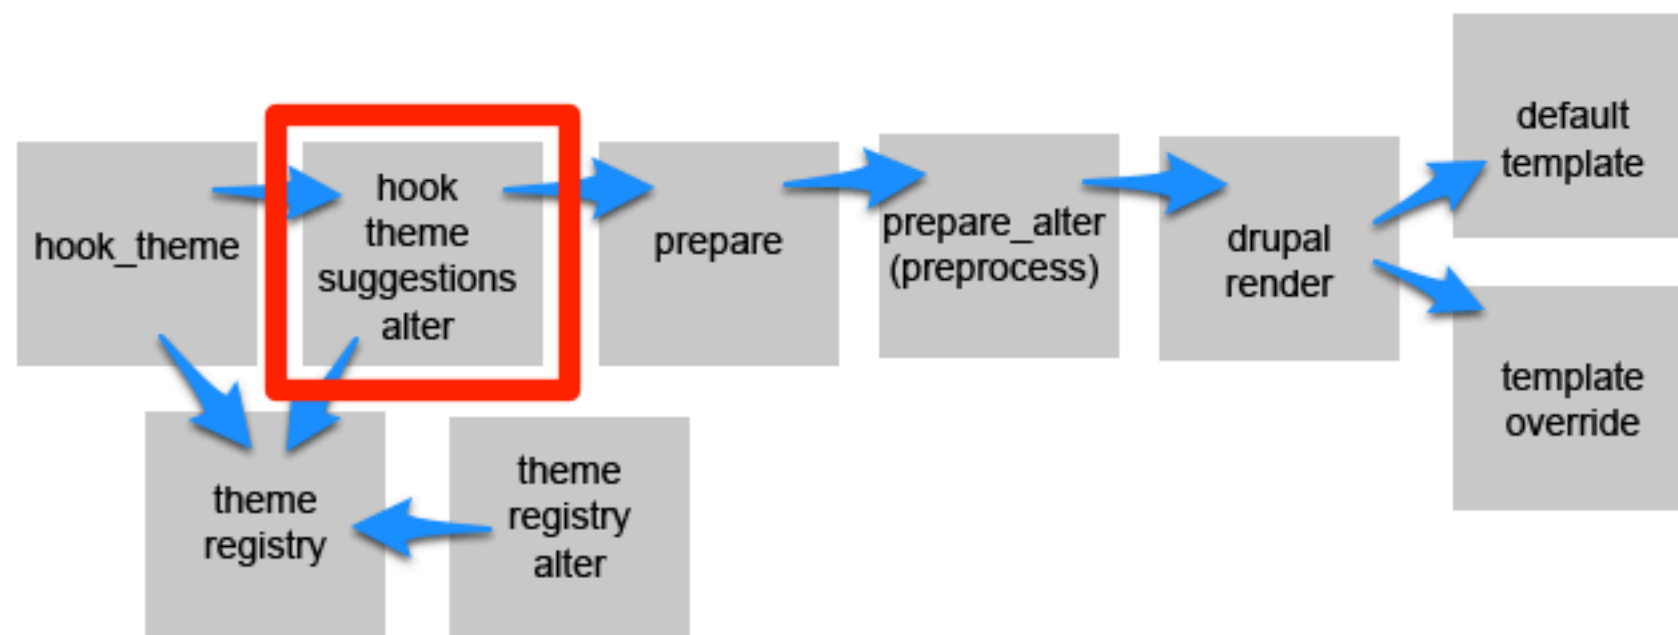 hook_theme
hook
theme
suggestions
alter
prepare
prepare_alter
(preprocess)
drupal
render
default
template
template
override
theme
registry
theme
registry
alter